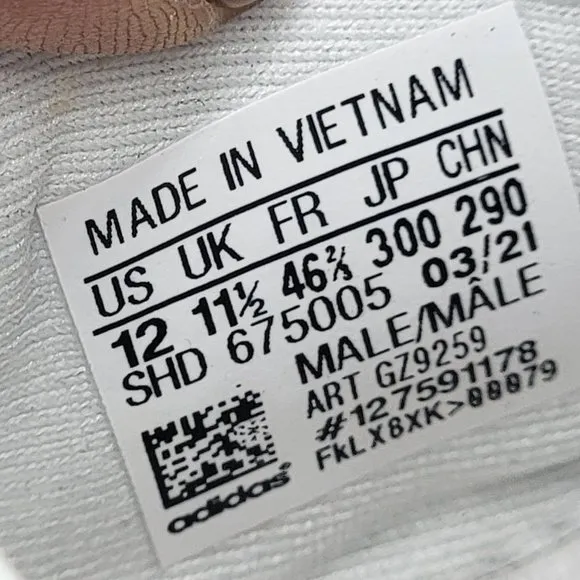 MADE IN VIETNAM
US UK FR JP CHN
12 11½ 46⅔ 300 290
SHD 675005 03/21
MALE/MÂLE
ART GZ9259
#127591178
FkLX8XK>00079
adidas